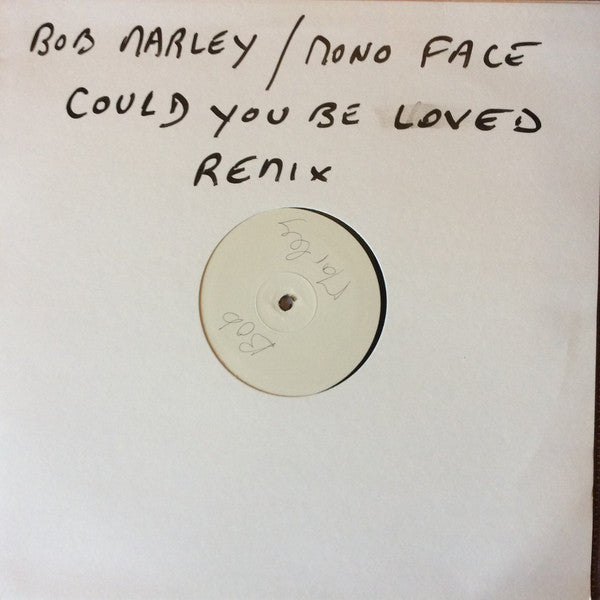 BOB MARLEY / MONO FACE
COULD YOU BE LOVED
REMIX
Bob
Marley